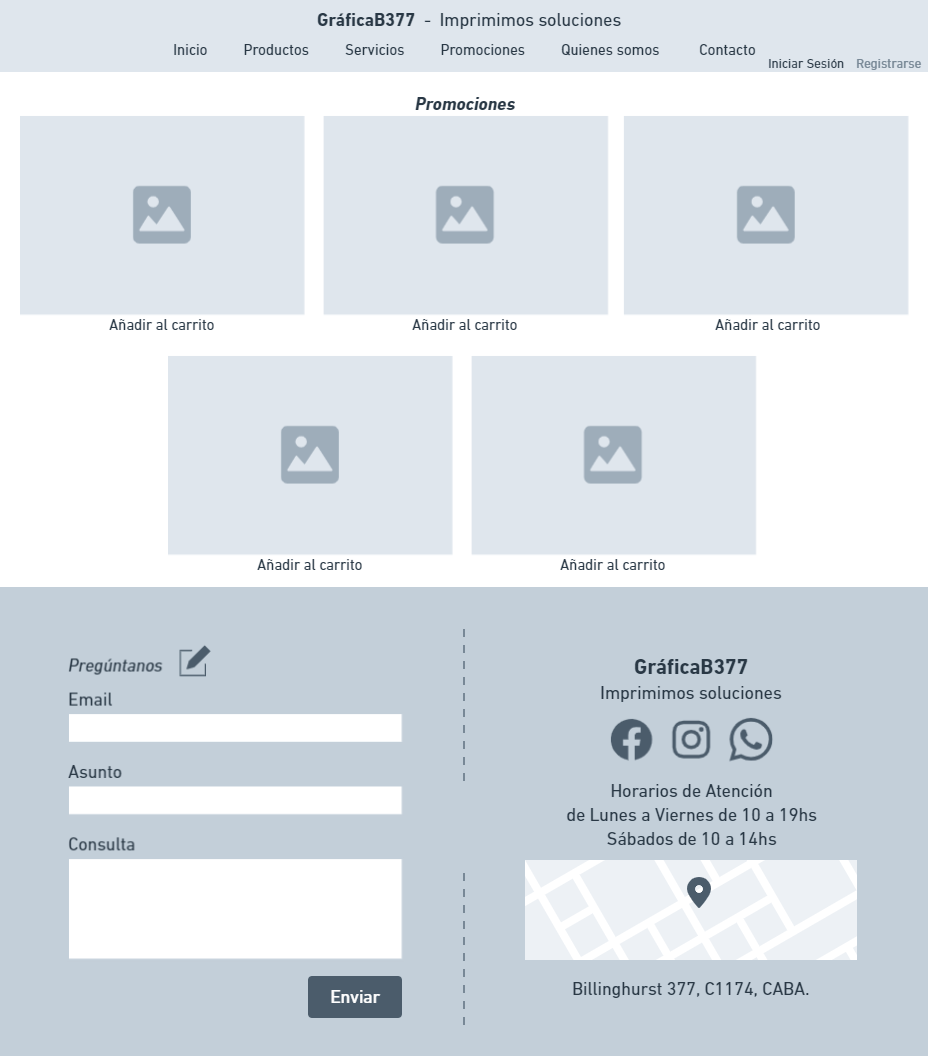 GráficaB377 - Imprimimos soluciones
Inicio Productos Servicios Promociones Quienes somos Contacto
Iniciar Sesión Registrarse
Promociones
Añadir al carrito Añadir al carrito Añadir al carrito
Añadir al carrito Añadir al carrito
Pregúntanos
Email
Asunto
Consulta
Enviar
GráficaB377
Imprimimos soluciones
Horarios de Atención
de Lunes a Viernes de 10 a 19hs
Sábados de 10 a 14hs
Billinghurst 377, C1174, CABA.